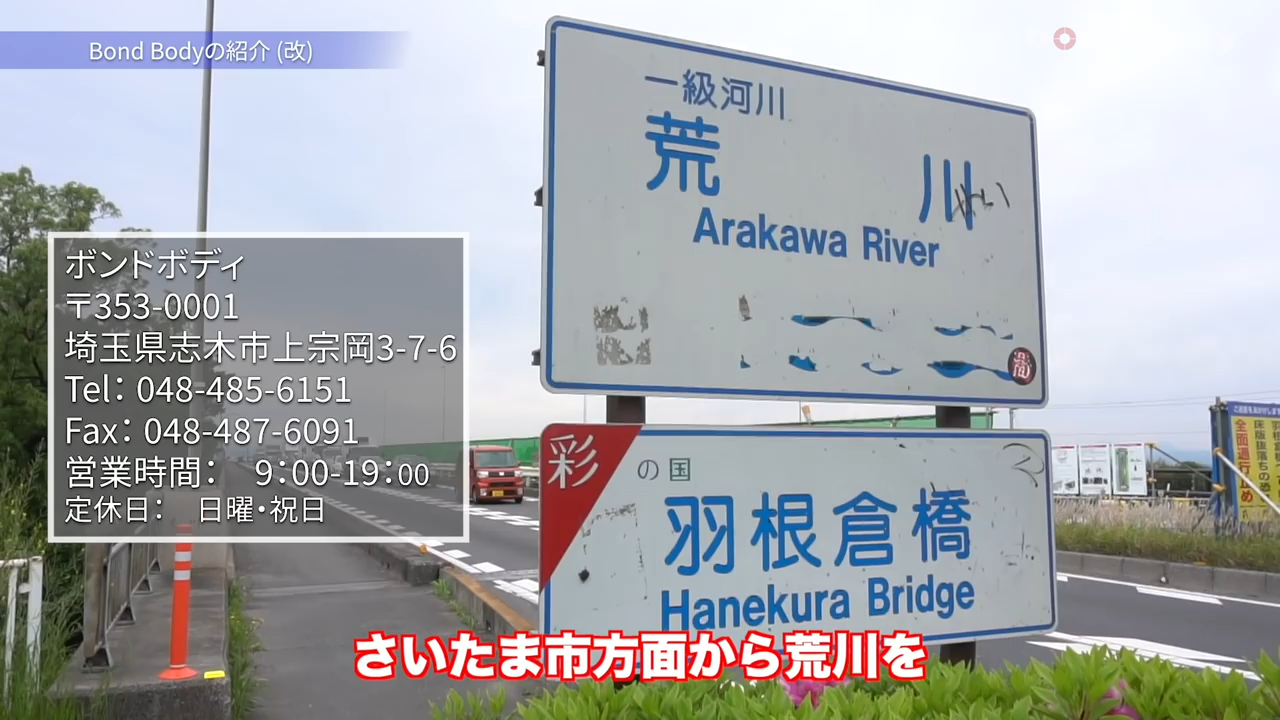 Bond Bodyの紹介 (改)
一級河川
荒川
Arakawa River
彩の国
羽根倉橋
Hanekura Bridge
ボンドボディ
〒353-0001
埼玉県志木市上宗岡3-7-6
Tel: 048-485-6151
Fax: 048-487-6091
営業時間: 9:00-19:00
定休日: 日曜・祝日
全面通行止め
さいたま市方面から荒川を